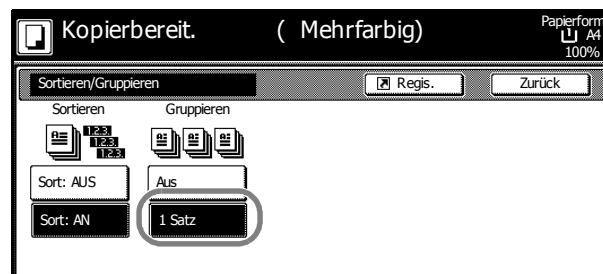 Kopierbereit. ( Mehrfarbig)
Papierform
1 A4
100%
Sortieren/Gruppieren
Regis.
Zurück
Sortieren
Gruppieren
1.2.3.
1.2.3.
1.2.3.
Sort: AUS
Aus
Sort: AN
1 Satz